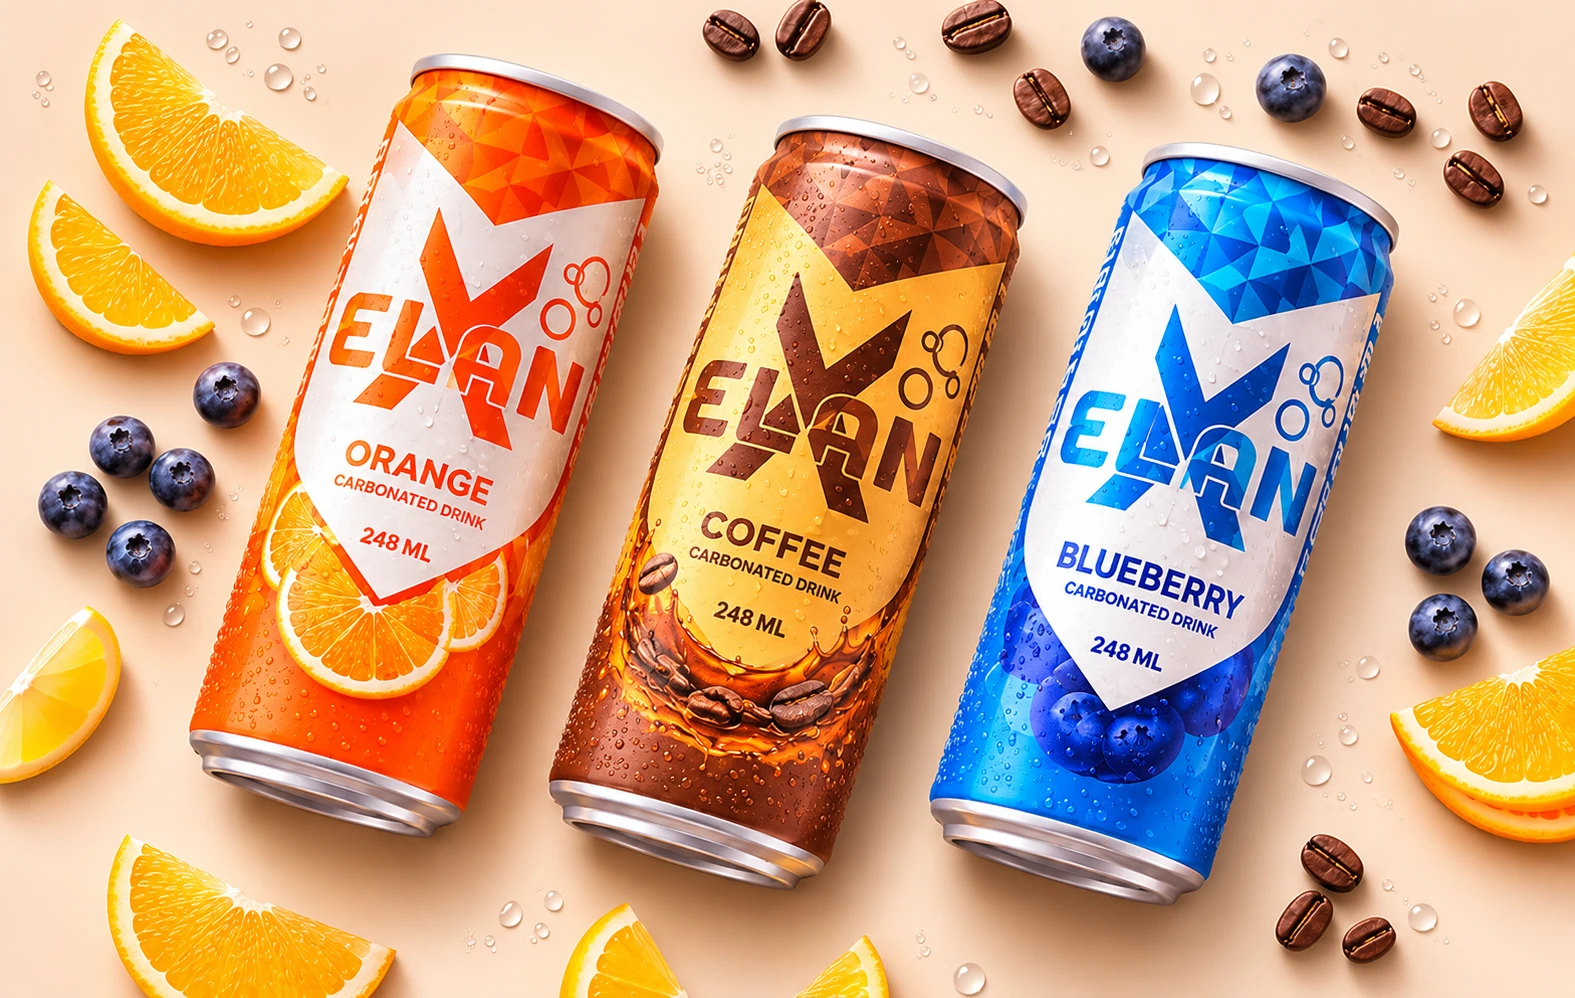 ELAN
ORANGE
CARBONATED DRINK
248 ML
ELAN
COFFEE
CARBONATED DRINK
248 ML
ELAN
BLUEBERRY
CARBONATED DRINK
248 ML